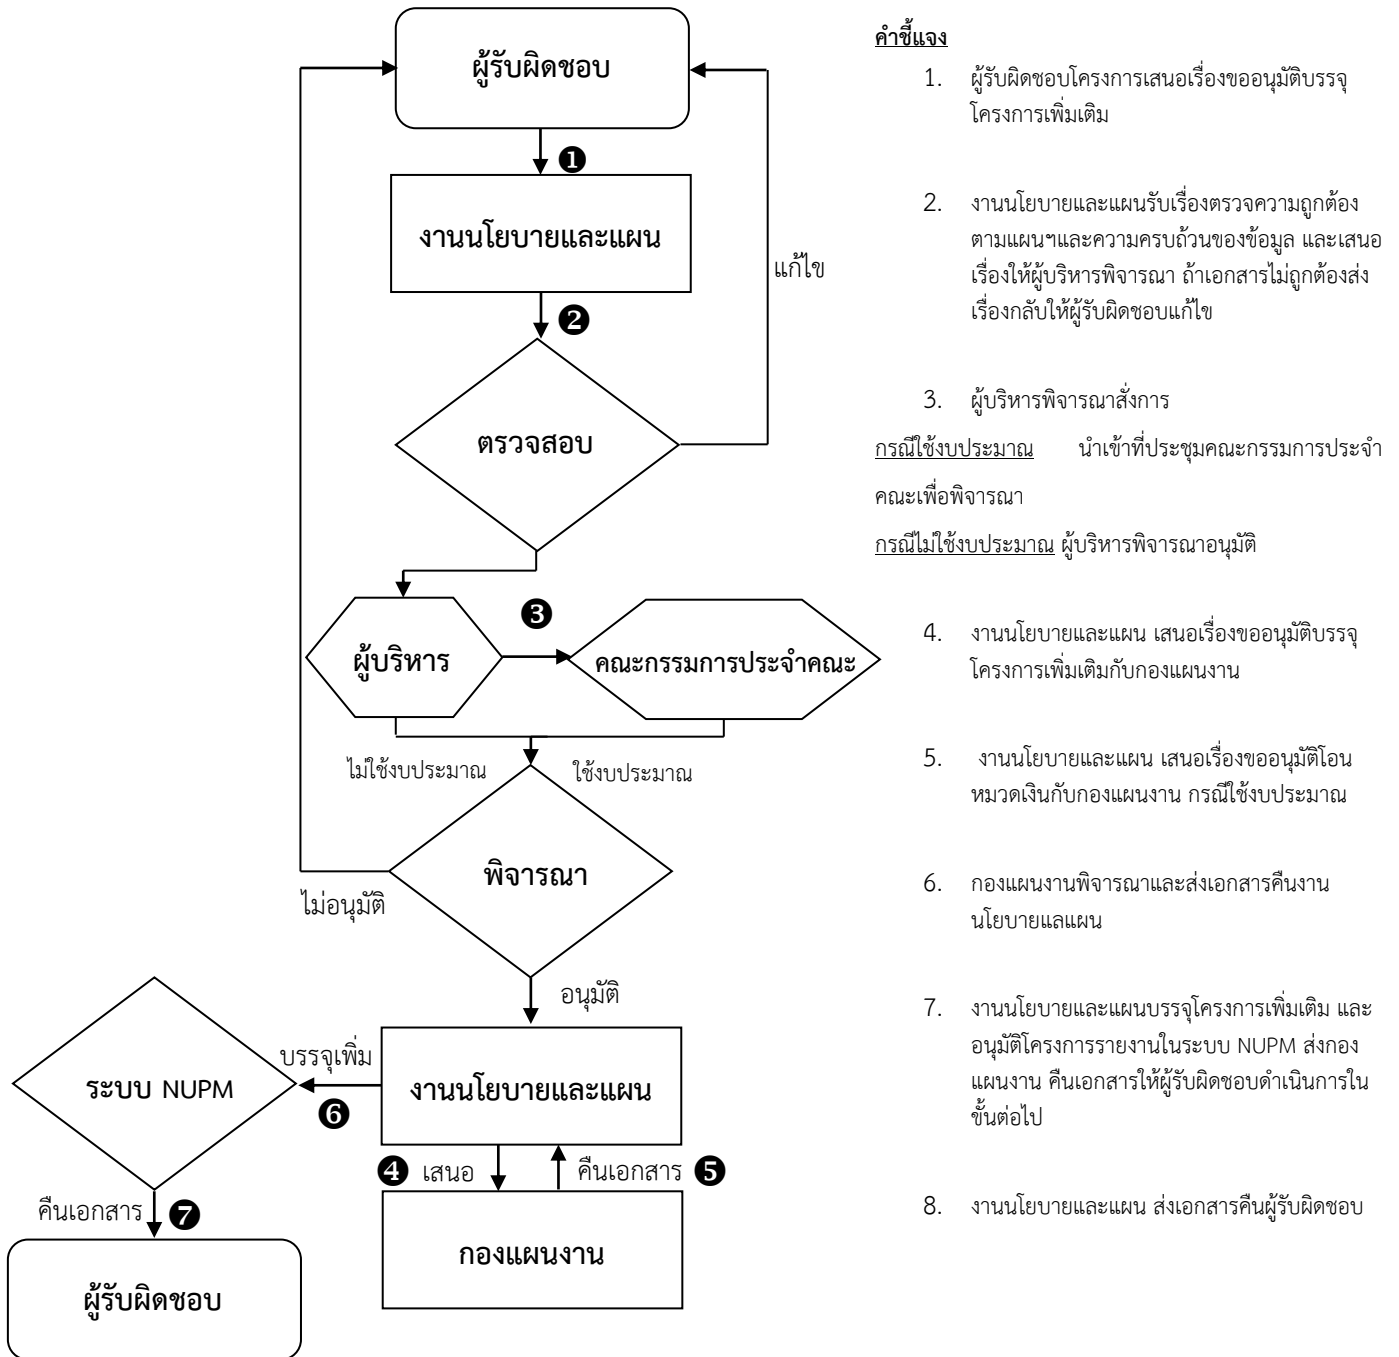 ผู้รับผิดชอบ
❶
งานนโยบายและแผน
แก้ไข
❷
ตรวจสอบ
❸
ผู้บริหาร
คณะกรรมการประจำคณะ
ไม่ใช้งบประมาณ
ใช้งบประมาณ
พิจารณา
ไม่อนุมัติ
อนุมัติ
บรรจุเพิ่ม
ระบบ NUPM
❻
งานนโยบายและแผน
❹ เสนอ
คืนเอกสาร ❺
คืนเอกสาร ❼
กองแผนงาน
ผู้รับผิดชอบ
คำชี้แจง
1. ผู้รับผิดชอบโครงการเสนอเรื่องขออนุมัติบรรจุ
โครงการเพิ่มเติม
2. งานนโยบายและแผนรับเรื่องตรวจความถูกต้อง
ตามแผนฯและความครบถ้วนของข้อมูล และเสนอ
เรื่องให้ผู้บริหารพิจารณา ถ้าเอกสารไม่ถูกต้องส่ง
เรื่องกลับให้ผู้รับผิดชอบแก้ไข
3. ผู้บริหารพิจารณาสั่งการ
กรณีใช้งบประมาณ นำเข้าที่ประชุมคณะกรรมการประจำ
คณะเพื่อพิจารณา
กรณีไม่ใช้งบประมาณ ผู้บริหารพิจารณาอนุมัติ
4. งานนโยบายและแผน เสนอเรื่องขออนุมัติบรรจุ
โครงการเพิ่มเติมกับกองแผนงาน
5. งานนโยบายและแผน เสนอเรื่องขออนุมัติโอน
หมวดเงินกับกองแผนงาน กรณีใช้งบประมาณ
6. กองแผนงานพิจารณาและส่งเอกสารคืนงาน
นโยบายแลแผน
7. งานนโยบายและแผนบรรจุโครงการเพิ่มเติม และ
อนุมัติโครงการรายงานในระบบ NUPM ส่งกอง
แผนงาน คืนเอกสารให้ผู้รับผิดชอบดำเนินการใน
ขั้นต่อไป
8. งานนโยบายและแผน ส่งเอกสารคืนผู้รับผิดชอบ